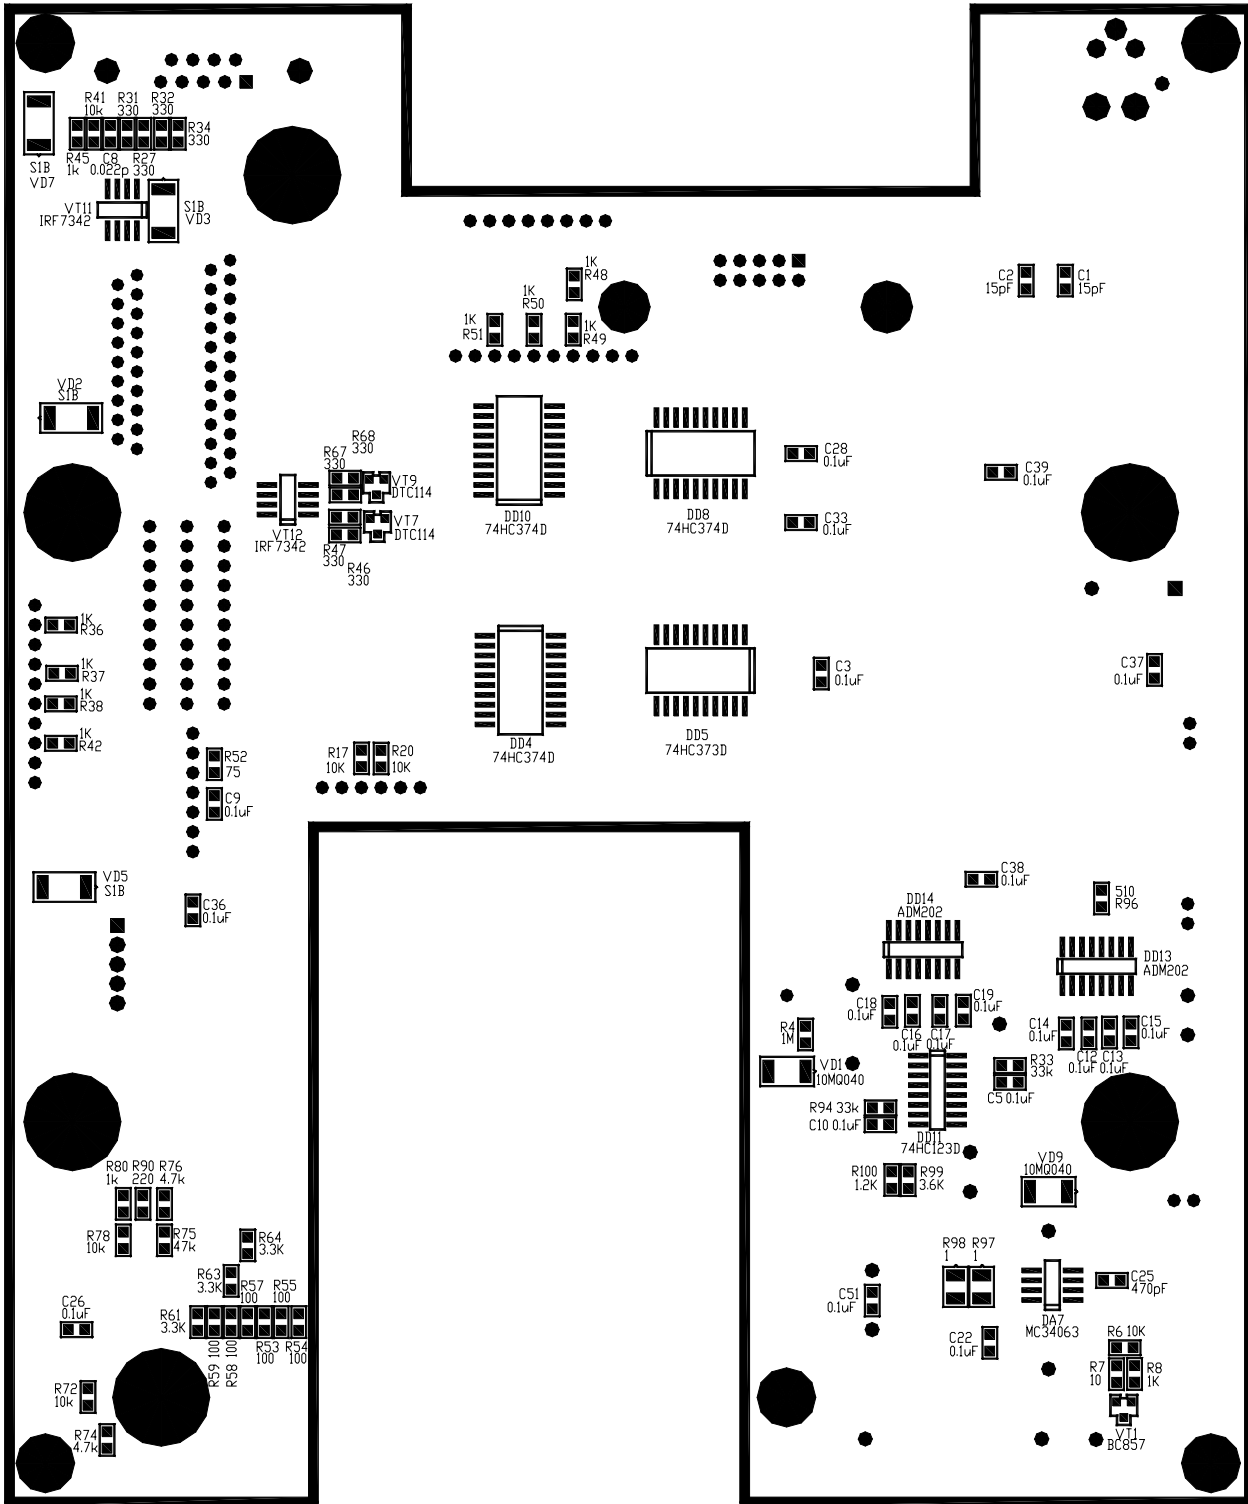 R41 R31 R32
10k 330 330
R34
330
R45 C8 R27
1k 0.022p 330
S1B
VD7
VT11
IRF7342
S1B
VD3
1K
R48
1K
R50
1K
R51
1K
R49
C2
15pF
C1
15pF
VD2
S1B
R68
330
R67
330
VT9
DTC114
VT7
DTC114
VT12
IRF7342
R47
330
R46
330
DD10
74HC374D
DD8
74HC374D
C28
0.1uF
C33
0.1uF
C39
0.1uF
1K
R36
1K
R37
1K
R38
1K
R42
C3
0.1uF
C37
0.1uF
DD4
74HC374D
DD5
74HC373D
R17
10K
R20
10K
R52
75
C9
0.1uF
VD5
S1B
C36
0.1uF
C38
0.1uF
510
R96
DD14
ADM202
DD13
ADM202
C18
0.1uF
C19
0.1uF
C16 C17
0.1uF 0.1uF
C14
0.1uF
C15
0.1uF
C12 C13
0.1uF 0.1uF
R4
1M
VD1
10MQ040
R33
33k
C5 0.1uF
R94 33k
C10 0.1uF
DD11
74HC123D
R100
1.2K
R99
3.6K
VD9
10MQ040
R80 R90 R76
1k 220 4.7k
R78
10k
R75
47k
R64
3.3K
R63
3.3K
R57
100
R55
100
R61
3.3K
R59 100
R58 100
R53
100
R54
100
C26
0.1uF
R72
10k
R74
4.7k
R98 R97
1 1
C51
0.1uF
C25
470pF
DA7
MC34063
C22
0.1uF
R6 10K
R7
10
R8
1K
VT1
BC857